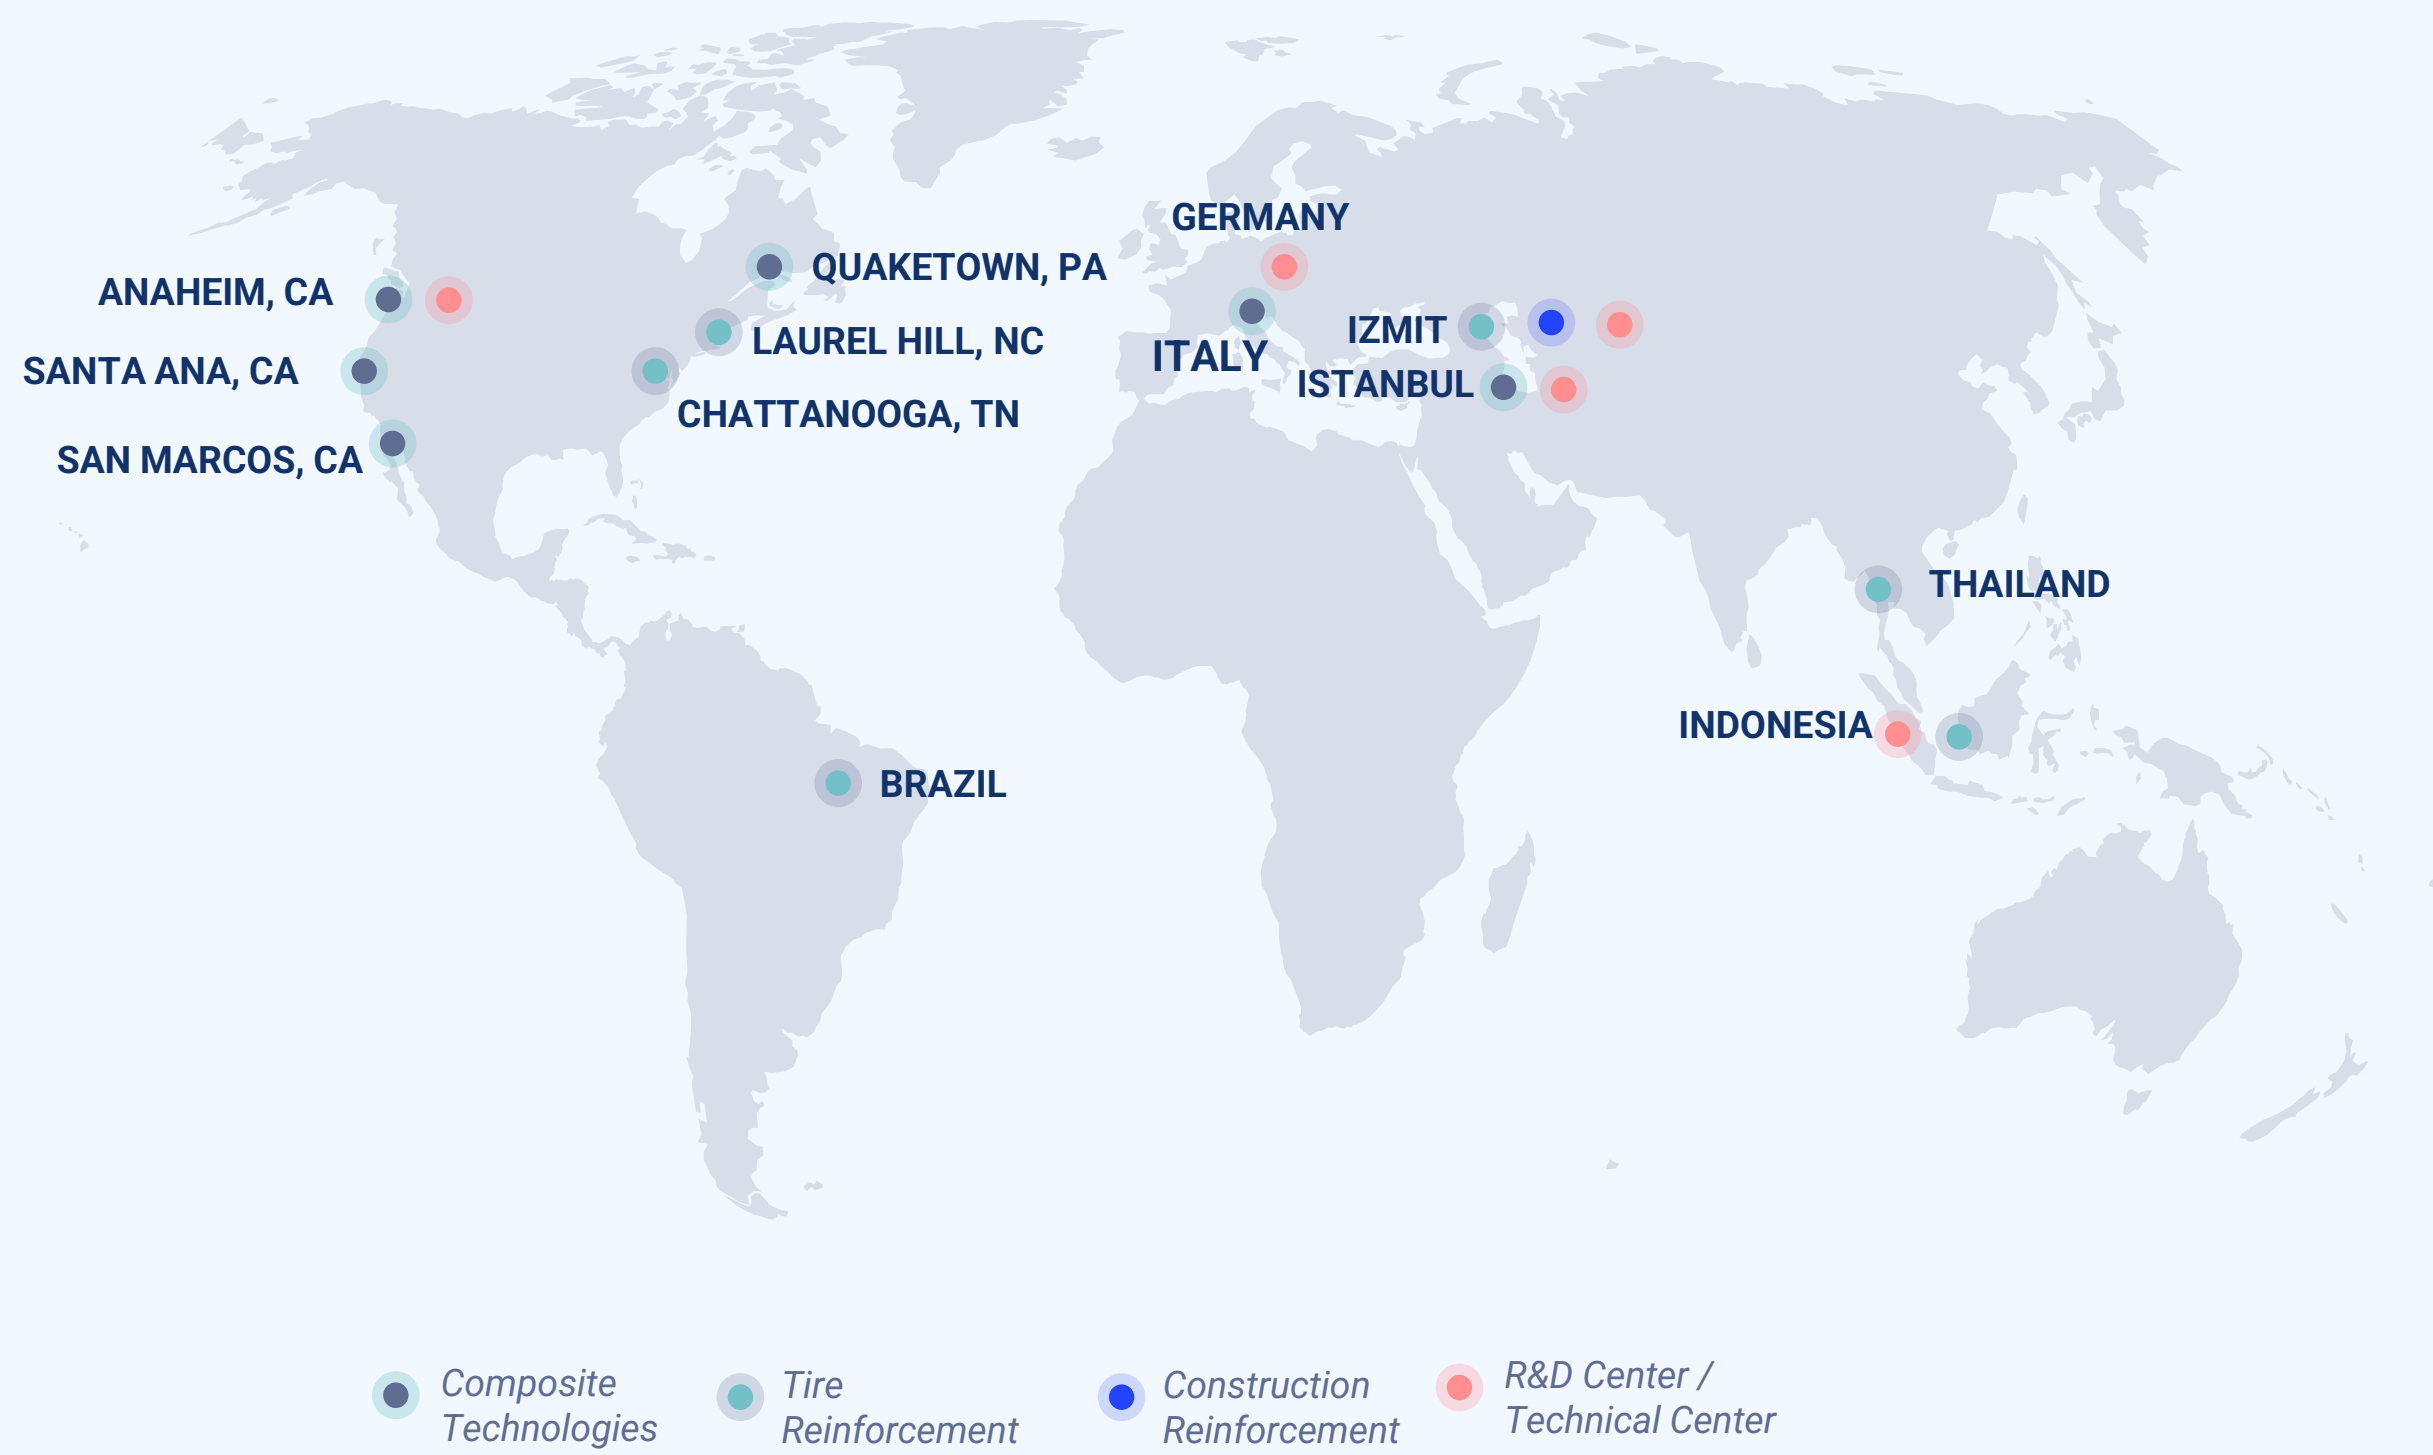 GERMANY
QUAKETOWN, PA
ANAHEIM, CA
IZMIT
LAUREL HILL, NC
ITALY
SANTA ANA, CA
ISTANBUL
CHATTANOOGA, TN
SAN MARCOS, CA
THAILAND
INDONESIA
BRAZIL
Composite
Technologies
Tire
Reinforcement
Construction
Reinforcement
R&D Center /
Technical Center